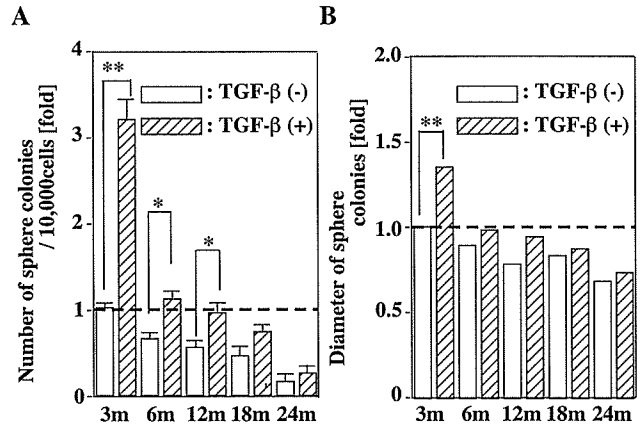 A
Number of sphere colonies
/ 10,000cells [fold]
4
3
2
1
0
**
*
*
: TGF-β (-)
: TGF-β (+)
3m 6m 12m 18m 24m
B
Diameter of sphere
colonies [fold]
2.0
1.5
1.0
0.5
0
**
: TGF-β (-)
: TGF-β (+)
3m 6m 12m 18m 24m